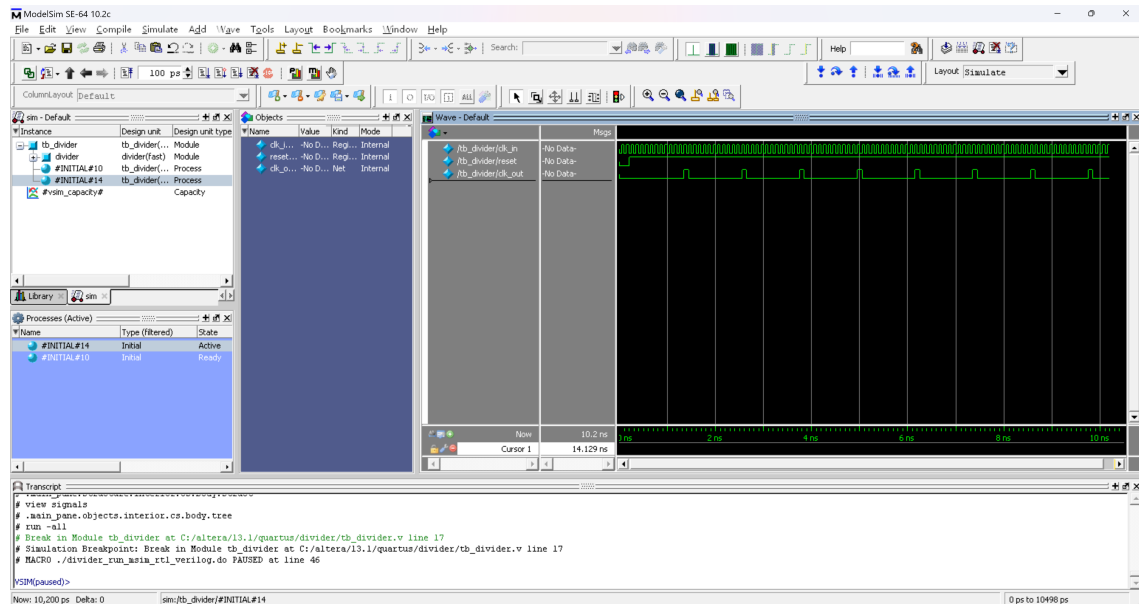 ModelSim SE-64 10.2c
File Edit View Compile Simulate Add Wave Tools Layout Bookmarks Window Help
Search:
Help
100 ps
Layout Simulate
ColumnLayout Default
sim - Default
Instance Design unit Design unit type
tb_divider tb_divider(... Module
divider divider(fast) Module
#INITIAL#10 tb_divider(... Process
#INITIAL#14 tb_divider(... Process
#vsim_capacity# Capacity
Library sim
Objects
Name Value Kind Mode
clk_i... -No D... Regi... Internal
reset... -No D... Regi... Internal
clk_o... -No D... Net Internal
Processes (Active)
Name Type (filtered) State
#INITIAL#14 Initial Active
#INITIAL#10 Initial Ready
Wave - Default
Msgs
/tb_divider/clk_in -No Data-
/tb_divider/reset -No Data-
/tb_divider/clk_out -No Data-
Now 10.2 ns
Cursor 1 14.129 ns
2 ns 4 ns 6 ns 8 ns 10 ns
Transcript
# view signals
# .main_pane.objects.interior.cs.body.tree
# run -all
# Break in Module tb_divider at C:/altera/13.1/quartus/divider/tb_divider.v line 17
# Simulation Breakpoint: Break in Module tb_divider at C:/altera/13.1/quartus/divider/tb_divider.v line 17
# MACRO ./divider_run_msim_rtl_verilog.do PAUSED at line 46
VSIM(paused)>
Now: 10,200 ps Delta: 0 sim:/tb_divider/#INITIAL#14 0 ps to 10498 ps